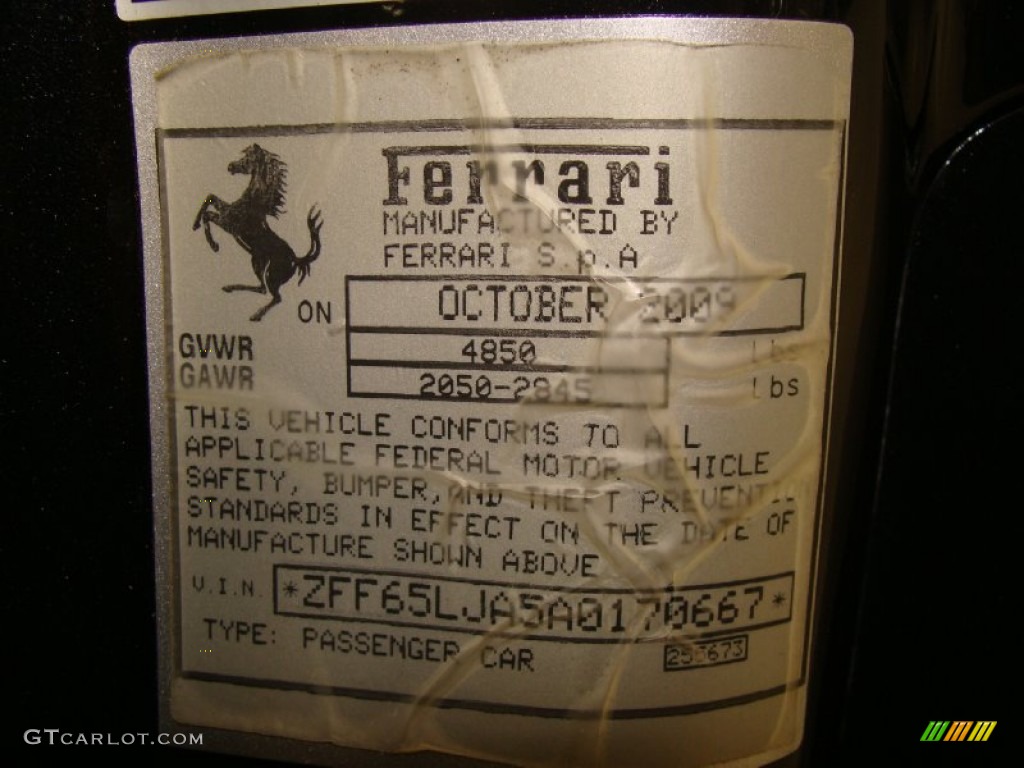 Ferrari
MANUFACTURED BY
FERRARI S.p.A
ON OCTOBER 2009
GVWR 4850 Lbs
GAWR 2050-2845 Lbs
THIS VEHICLE CONFORMS TO ALL
APPLICABLE FEDERAL MOTOR VEHICLE
SAFETY, BUMPER, AND THEFT PREVENTI
STANDARDS IN EFFECT ON THE DATE OF
MANUFACTURE SHOWN ABOVE
V.I.N. *ZFF65LJA5A0170667*
TYPE: PASSENGER CAR
GTCARLOT.COM